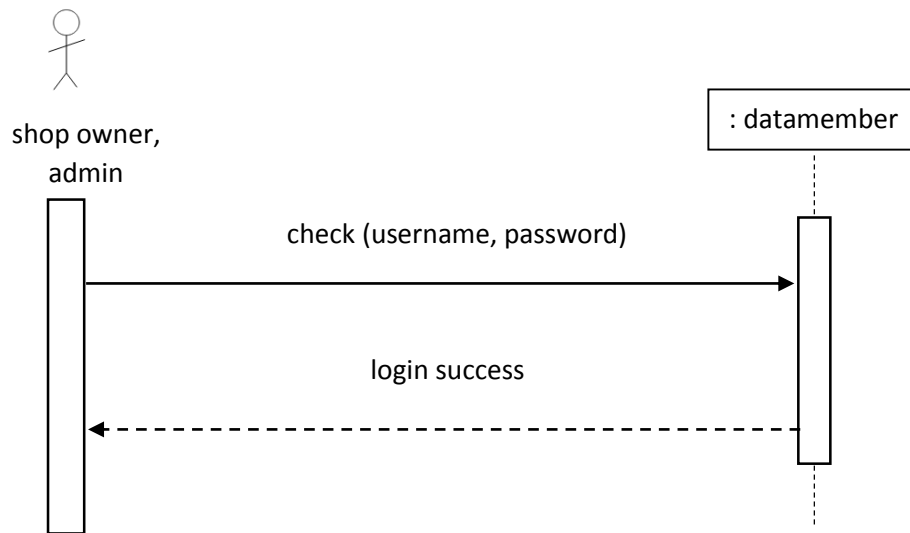 shop owner,
admin
: datamember
check (username, password)
login success